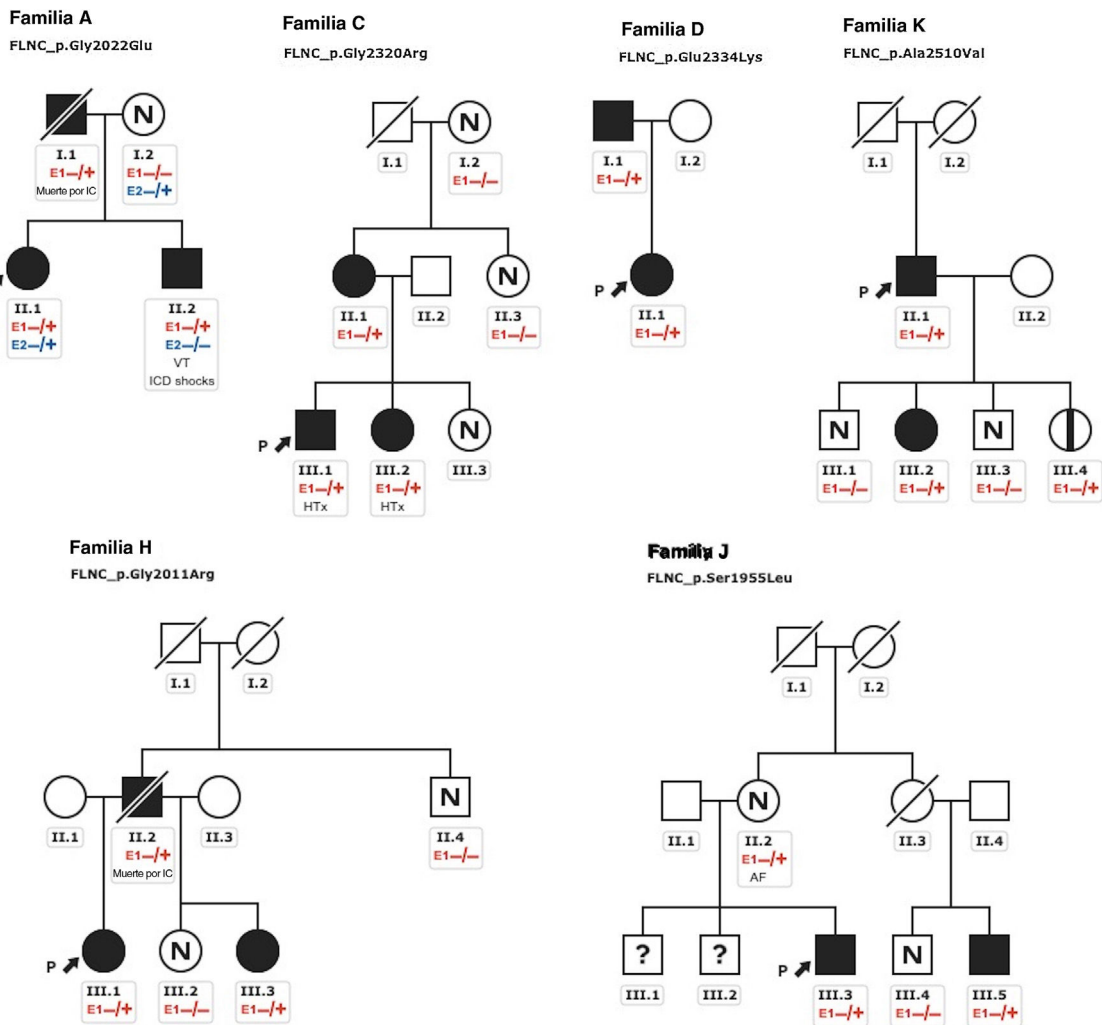 Familia A
FLNC_p.Gly2022Glu
N
I.1
E1—/+
Muerte por IC
I.2
E1—/—
E2—/+
II.1
E1—/+
E2—/+
II.2
E1—/+
E2—/—
VT
ICD shocks
Familia C
FLNC_p.Gly2320Arg
N
I.1
I.2
E1—/—
N
II.1
E1—/+
II.2
II.3
E1—/—
P
N
III.1
E1—/+
HTx
III.2
E1—/+
HTx
III.3
Familia D
FLNC_p.Glu2334Lys
I.1
E1—/+
I.2
P
II.1
E1—/+
Familia K
FLNC_p.Ala2510Val
I.1
I.2
P
II.1
E1—/+
II.2
N
N
III.1
E1—/—
III.2
E1—/+
III.3
E1—/—
III.4
E1—/+
Familia H
FLNC_p.Gly2011Arg
I.1
I.2
N
II.1
II.2
E1—/+
Muerte por IC
II.3
II.4
E1—/—
P
N
III.1
E1—/+
III.2
E1—/—
III.3
E1—/+
Familia J
FLNC_p.Ser1955Leu
I.1
I.2
N
II.1
II.2
E1—/+
AF
II.3
II.4
?
?
P
N
III.1
III.2
III.3
E1—/+
III.4
E1—/—
III.5
E1—/+